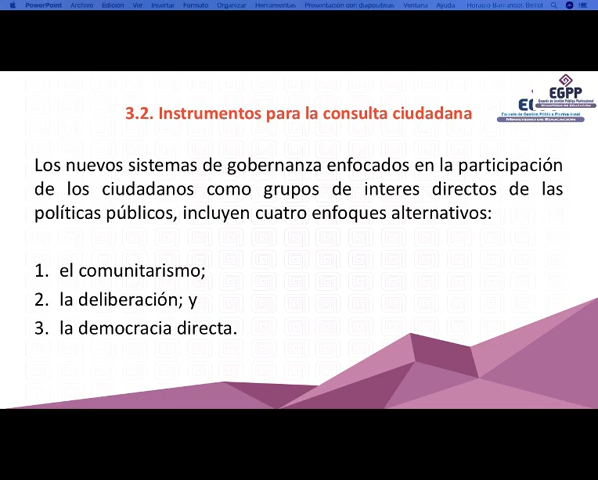 PowerPoint Archivo Edición Ver Insertar Formato Organizar Herramientas Presentación con diapositivas Ventana Ayuda
EGPP
Escuela de Gestión Pública Plurinacional
MINISTERIO DE EDUCACIÓN
3.2. Instrumentos para la consulta ciudadana
Los nuevos sistemas de gobernanza enfocados en la participación
de los ciudadanos como grupos de interes directos de las
políticas públicos, incluyen cuatro enfoques alternativos:
1. el comunitarismo;
2. la deliberación; y
3. la democracia directa.